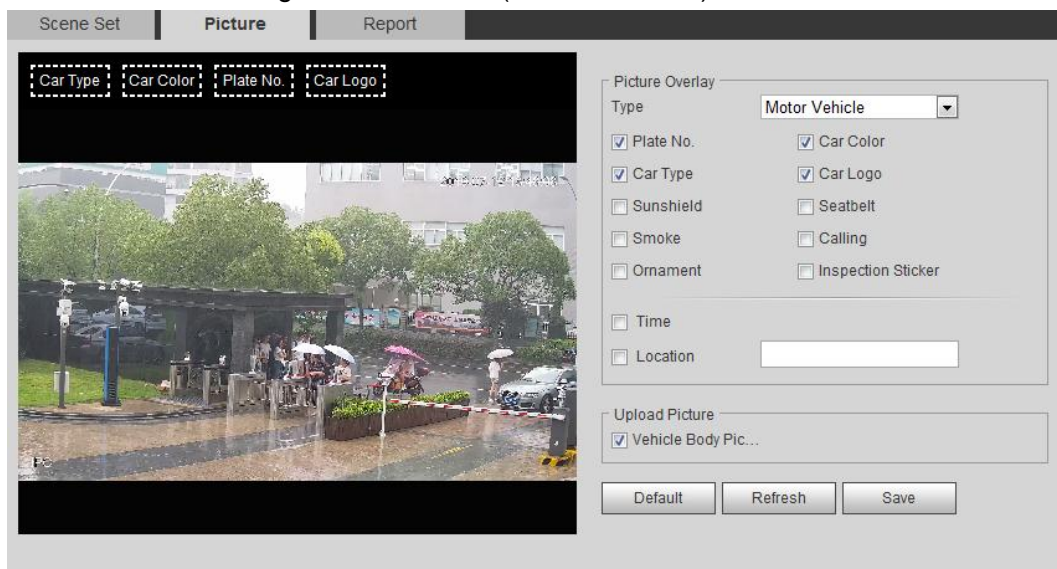 Scene Set Picture Report
Car Type Car Color Plate No. Car Logo
Picture Overlay
Type Motor Vehicle
Plate No. Car Color
Car Type Car Logo
Sunshield Seatbelt
Smoke Calling
Ornament Inspection Sticker
Time
Location
Upload Picture
Vehicle Body Pic...
Default Refresh Save